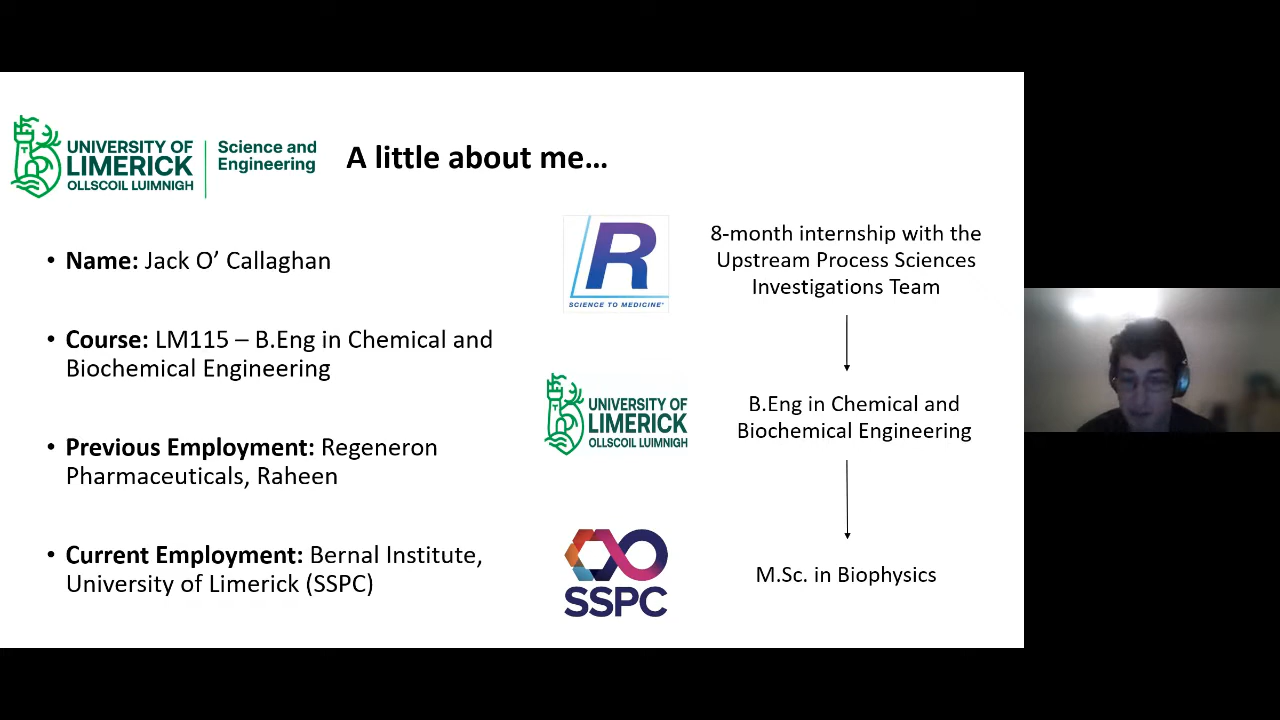 UNIVERSITY OF
LIMERICK
OLLSCOIL LUIMNIGH
Science and
Engineering
A little about me...
• Name: Jack O’ Callaghan
• Course: LM115 – B.Eng in Chemical and
Biochemical Engineering
• Previous Employment: Regeneron
Pharmaceuticals, Raheen
• Current Employment: Bernal Institute,
University of Limerick (SSPC)
R
SCIENCE TO MEDICINE®
8-month internship with the
Upstream Process Sciences
Investigations Team
UNIVERSITY OF
LIMERICK
OLLSCOIL LUIMNIGH
B.Eng in Chemical and
Biochemical Engineering
SSPC
M.Sc. in Biophysics